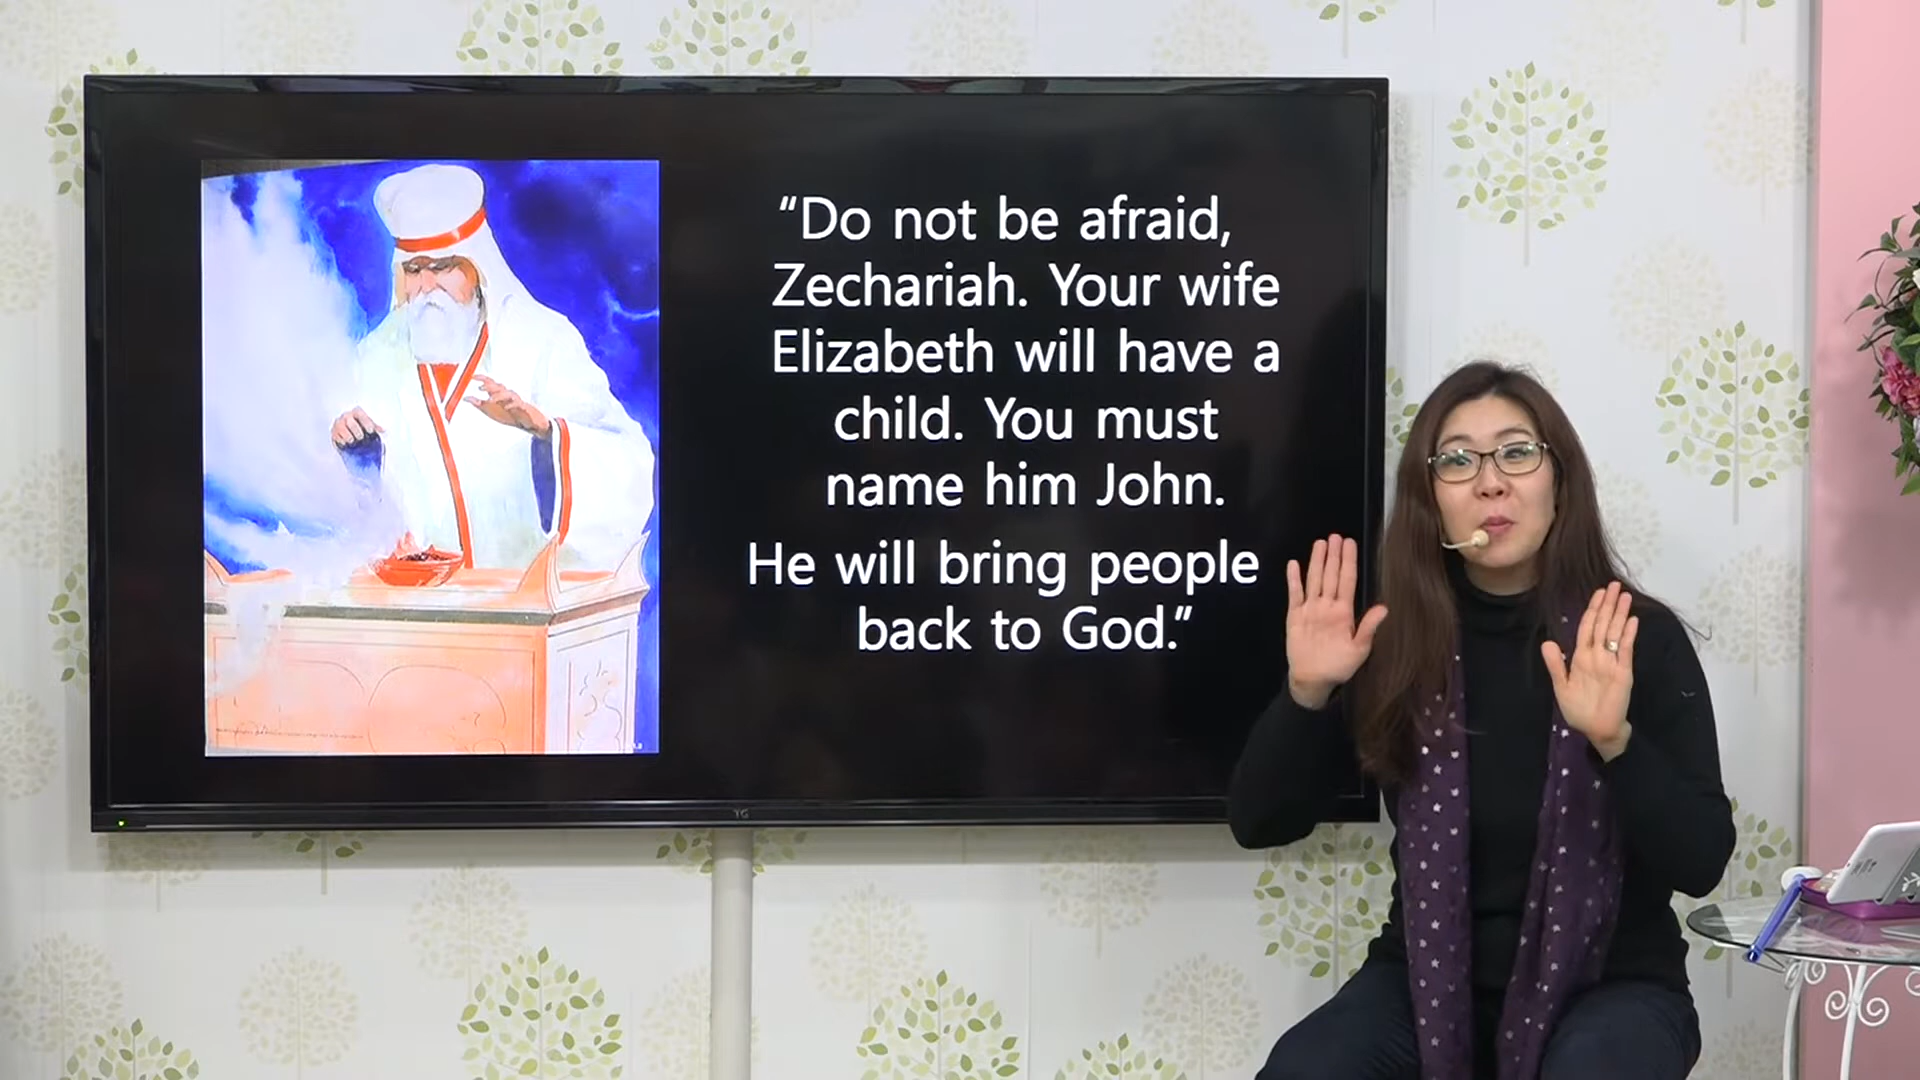 “Do not be afraid,
Zechariah. Your wife
Elizabeth will have a
child. You must
name him John.
He will bring people
back to God.”
YG